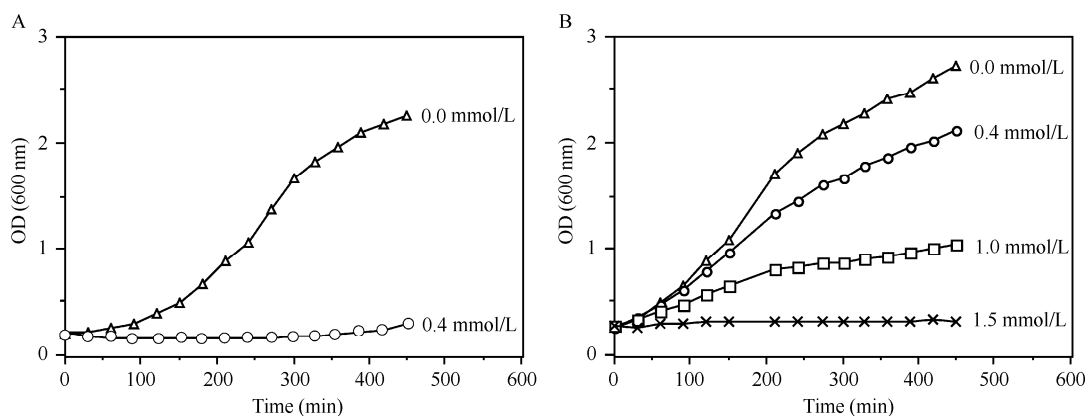 A
3
2
1
0
OD (600 nm)
0.0 mmol/L
0.4 mmol/L
0 100 200 300 400 500 600
Time (min)
B
3
2
1
0
OD (600 nm)
0.0 mmol/L
0.4 mmol/L
1.0 mmol/L
1.5 mmol/L
0 100 200 300 400 500 600
Time (min)